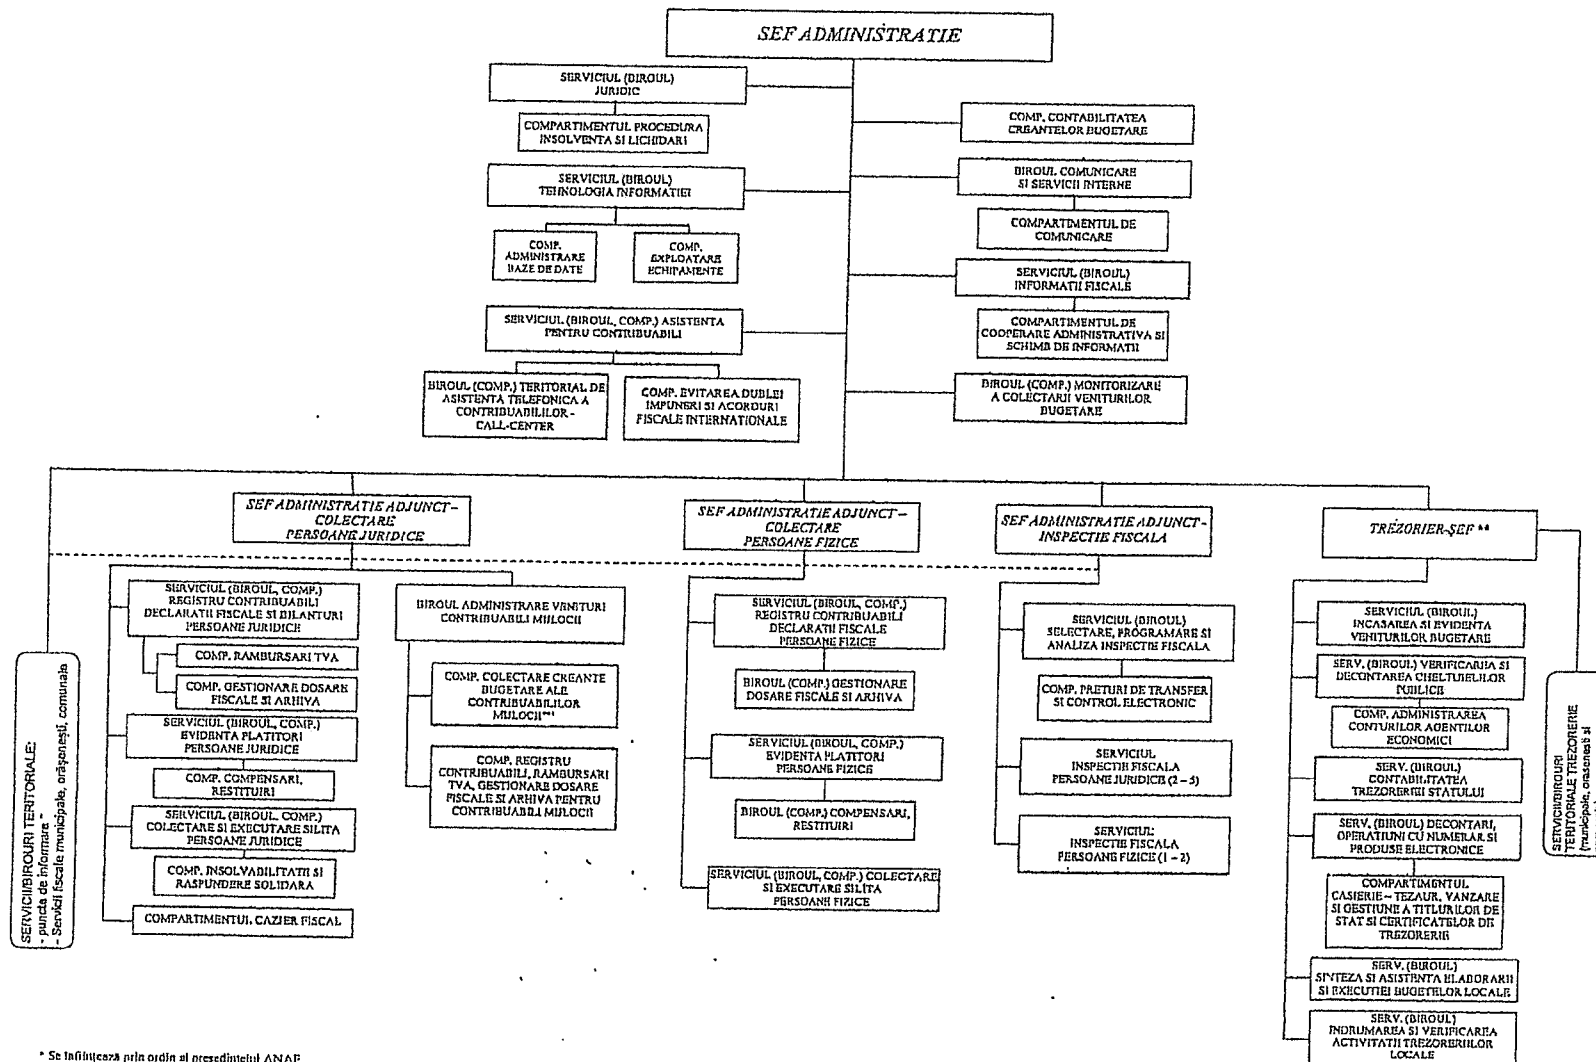 SEF ADMINISTRATIE
SERVICIUL (BIROUL)
JURIDIC
COMPARTIMENTUL PROCEDURA
INSOLVENTA SI LICHIDARI
SERVICIUL (BIROUL)
TEHNOLOGIA INFORMATIEI
COMP.
ADMINISTRARE
BAZE DE DATE
COMP.
EXPLOATARE
ECHIPAMENTE
SERVICIUL (BIROUL, COMP.) ASISTENTA
PENTRU CONTRIBUABILI
BIROUL (COMP.) TERITORIAL DE
ASISTENTA TELEFONICA A
CONTRIBUABILILOR-
CALL-CENTER
COMP. EVITAREA DUBLEI
IMPUNERI SI ACORDURI
FISCALE INTERNATIONALE
COMP. CONTABILITATEA
CREANTELOR BUGETARE
BIROUL COMUNICARE
SI SERVICII INTERNE
COMPARTIMENTUL DE
COMUNICARE
SERVICIUL (BIROUL)
INFORMATII FISCALE
COMPARTIMENTUL DE
COOPERARE ADMINISTRATIVA SI
SCHIMB DE INFORMATII
BIROUL (COMP.) MONITORIZARE
A COLECTARII VENITURILOR
BUGETARE
SEF ADMINISTRATIE ADJUNCT –
COLECTARE
PERSOANE JURIDICE
SEF ADMINISTRATIE ADJUNCT –
COLECTARE
PERSOANE FIZICE
SEF ADMINISTRATIE ADJUNCT-
INSPECTIE FISCALA
TREZORIER-ŞEF **
SERVICII/BIROURI TERITORIALE:
- puncta de informare *
- Servicii fiscale municipale, orăşeneşti, comunale
SERVICIUL (BIROUL, COMP.)
REGISTRU CONTRIBUABILI
DECLARATII FISCALE SI BILANTURI
PERSOANE JURIDICE
COMP. RAMBURSARI TVA
COMP. GESTIONARE DOSARE
FISCALE SI ARHIVA
SERVICIUL (BIROUL, COMP.)
EVIDENTA PLATITORI
PERSOANE JURIDICE
COMP. COMPENSARI,
RESTITUIRI
SERVICIUL (BIROUL, COMP.)
COLECTARE SI EXECUTARE SILITA
PERSOANE JURIDICE
COMP. INSOLVABILITATII SI
RASPUNDERE SOLIDARA
COMPARTIMENTUL CAZIER FISCAL
BIROUL ADMINISTRARE VENITURI
CONTRIBUABILI MIJLOCII
COMP. COLECTARE CREANTE
BUGETARE ALE
CONTRIBUABILILOR
MIJLOCII***
COMP. REGISTRU
CONTRIBUABILI, RAMBURSARI
TVA, GESTIONARE DOSARE
FISCALE SI ARHIVA PENTRU
CONTRIBUABILI MIJLOCII
SERVICIUL (BIROUL, COMP.)
REGISTRU CONTRIBUABILI
DECLARATII FISCALE
PERSOANE FIZICE
BIROUL (COMP.) GESTIONARE
DOSARE FISCALE SI ARHIVA
SERVICIUL (BIROUL, COMP.)
EVIDENTA PLATITORI
PERSOANE FIZICE
BIROUL (COMP.) COMPENSARI,
RESTITUIRI
SERVICIUL (BIROUL, COMP.) COLECTARE
SI EXECUTARE SILITA
PERSOANE FIZICE
SERVICIUL (BIROUL)
SELECTARE, PROGRAMARE SI
ANALIZA INSPECTIE FISCALA
COMP. PRETURI DE TRANSFER
SI CONTROL ELECTRONIC
SERVICIUL
INSPECTIE FISCALA
PERSOANE JURIDICE (2 – 5)
SERVICIUL
INSPECTIE FISCALA
PERSOANE FIZICE (1 – 2)
SERVICIUL (BIROUL)
INCASAREA SI EVIDENTA
VENITURILOR BUGETARE
SERV. (BIROUL) VERIFICAREA SI
DECONTAREA CHELTUIELILOR
PUBLICE
COMP. ADMINISTRAREA
CONTURILOR AGENTILOR
ECONOMICI
SERV. (BIROUL)
CONTABILITATEA
TREZORERIEI STATULUI
SERV. (BIROUL) DECONTARI,
OPERATIUNI CU NUMERAR SI
PRODUSE ELECTRONICE
COMPARTIMENTUL
CASIERIE – TEZAUR, VANZARE
SI GESTIUNE A TITLURILOR DE
STAT SI CERTIFICATELOR DE
TREZORERIE
SERV. (BIROUL)
SINTEZA SI ASISTENTA ELABORARII
SI EXECUTIEI BUGETELOR LOCALE
SERV. (BIROUL)
INDRUMAREA SI VERIFICAREA
ACTIVITATII TREZORERIILOR
LOCALE
SERVICII/BIROURI
TERITORIALE TREZORERIE
(municipale, orasenesti si
* Se înfiinţează prin ordin al preşedintelui ANAF